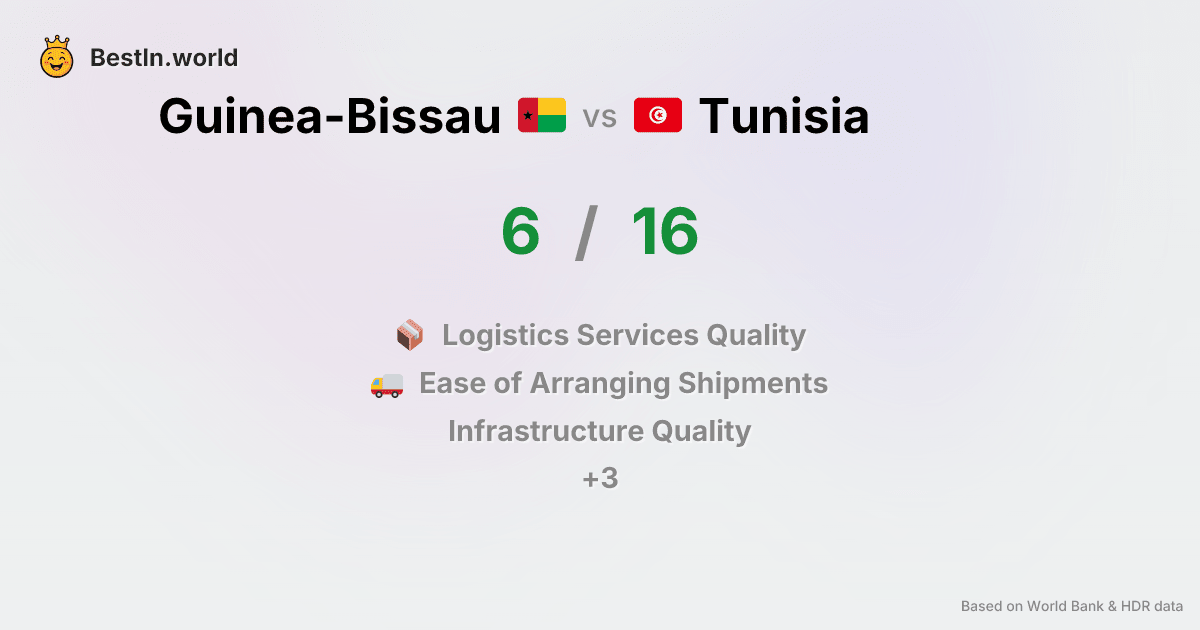 BestIn.world
Guinea-Bissau vs Tunisia
6 / 16
Logistics Services Quality
Ease of Arranging Shipments
Infrastructure Quality
+3
Based on World Bank & HDR data